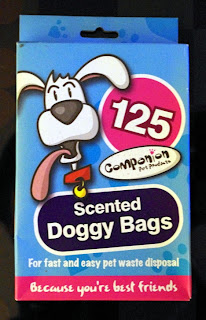 125
Companion
Pet Products
Scented
Doggy Bags
For fast and easy pet waste disposal
Because you're best friends